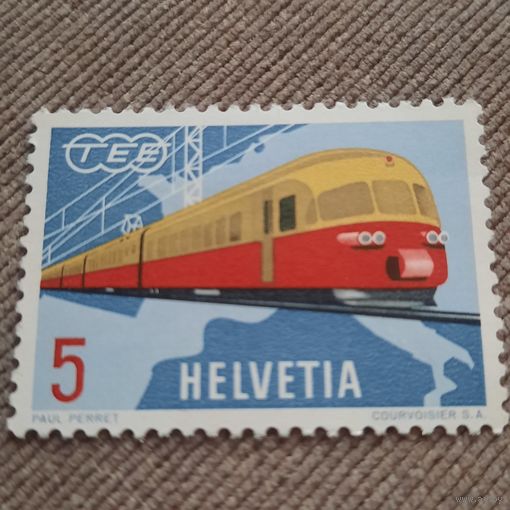 TEE
5 HELVETIA
PAUL PERRET COURVOISIER S.A.